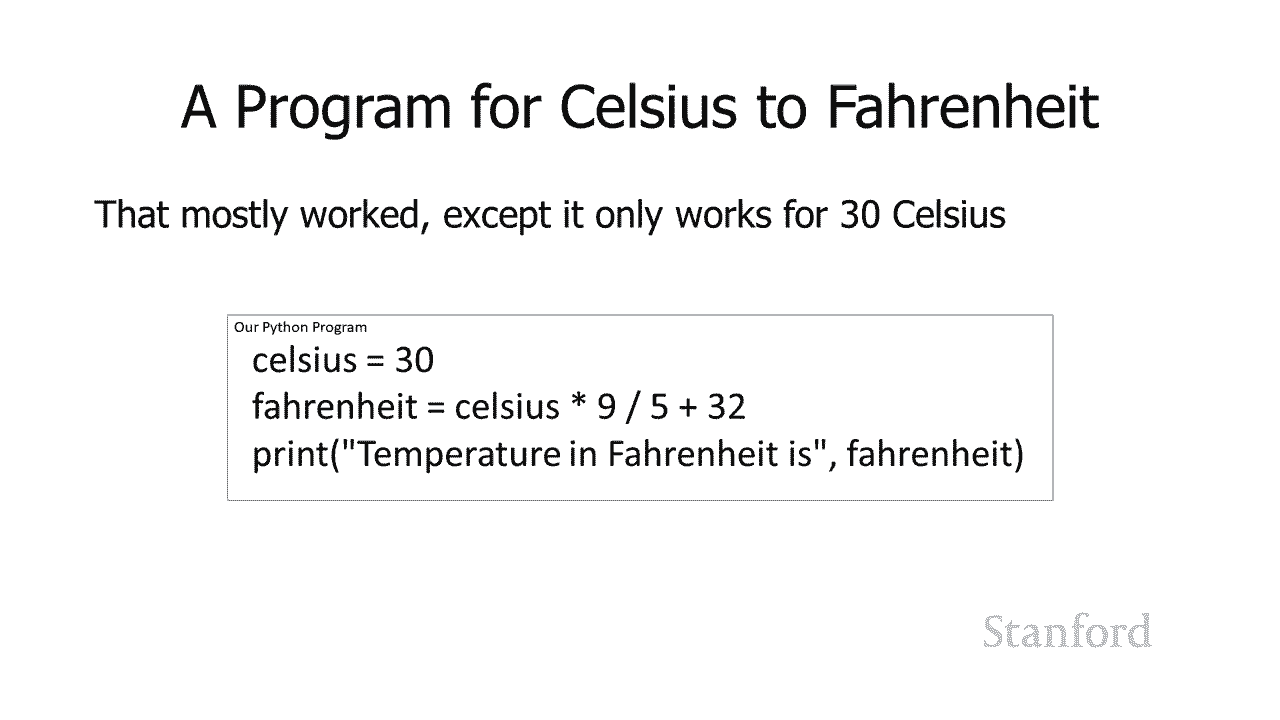 A Program for Celsius to Fahrenheit
That mostly worked, except it only works for 30 Celsius
Our Python Program
celsius = 30
fahrenheit = celsius * 9 / 5 + 32
print("Temperature in Fahrenheit is", fahrenheit)
Stanford